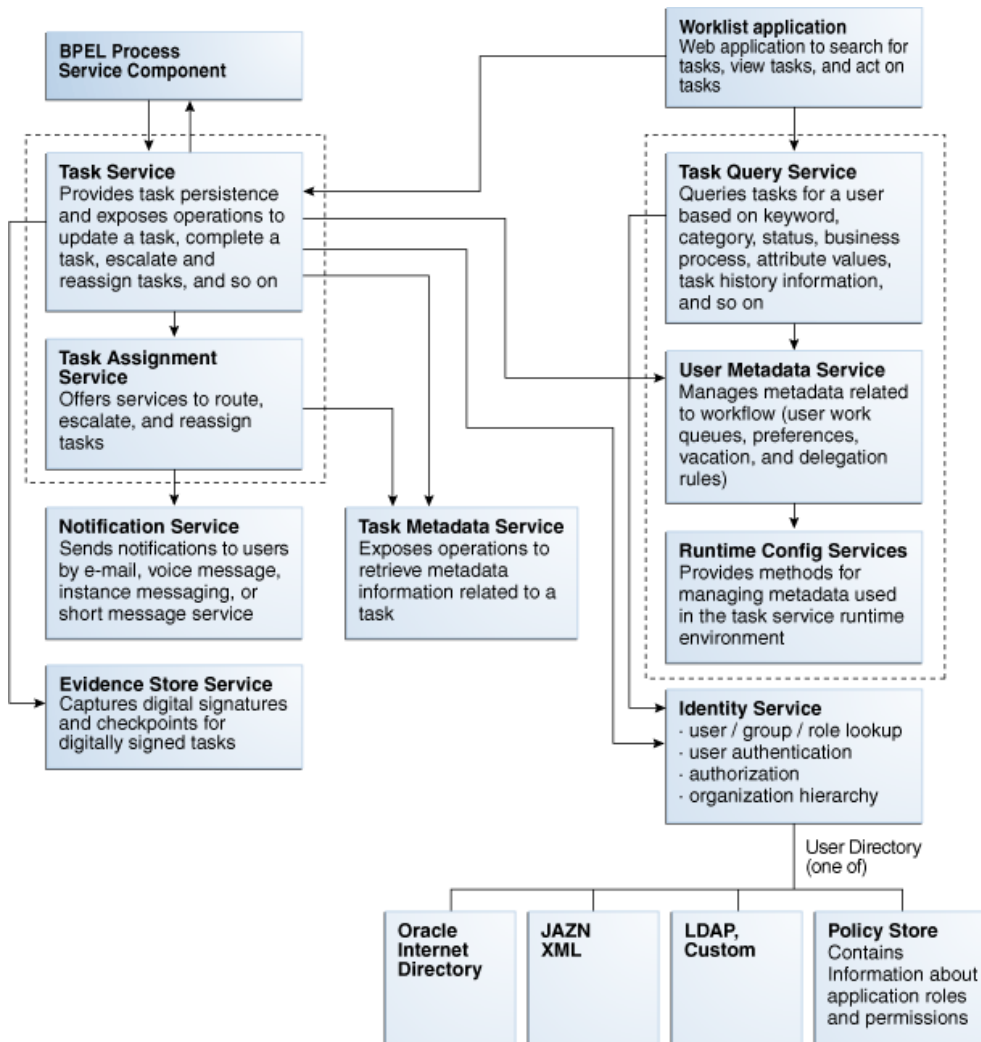 BPEL Process
Service Component
Worklist application
Web application to search for
tasks, view tasks, and act on
tasks
Task Service
Provides task persistence
and exposes operations to
update a task, complete a
task, escalate and
reassign tasks, and so on
Task Query Service
Queries tasks for a user
based on keyword,
category, status, business
process, attribute values,
task history information,
and so on
Task Assignment
Service
Offers services to route,
escalate, and reassign
tasks
User Metadata Service
Manages metadata related
to workflow (user work
queues, preferences,
vacation, and delegation
rules)
Notification Service
Sends notifications to users
by e-mail, voice message,
instance messaging, or
short message service
Task Metadata Service
Exposes operations to
retrieve metadata
information related to a
task
Runtime Config Services
Provides methods for
managing metadata used
in the task service runtime
environment
Evidence Store Service
Captures digital signatures
and checkpoints for
digitally signed tasks
Identity Service
· user / group / role lookup
· user authentication
· authorization
· organization hierarchy
User Directory
(one of)
Oracle
Internet
Directory
JAZN
XML
LDAP,
Custom
Policy Store
Contains
Information about
application roles
and permissions